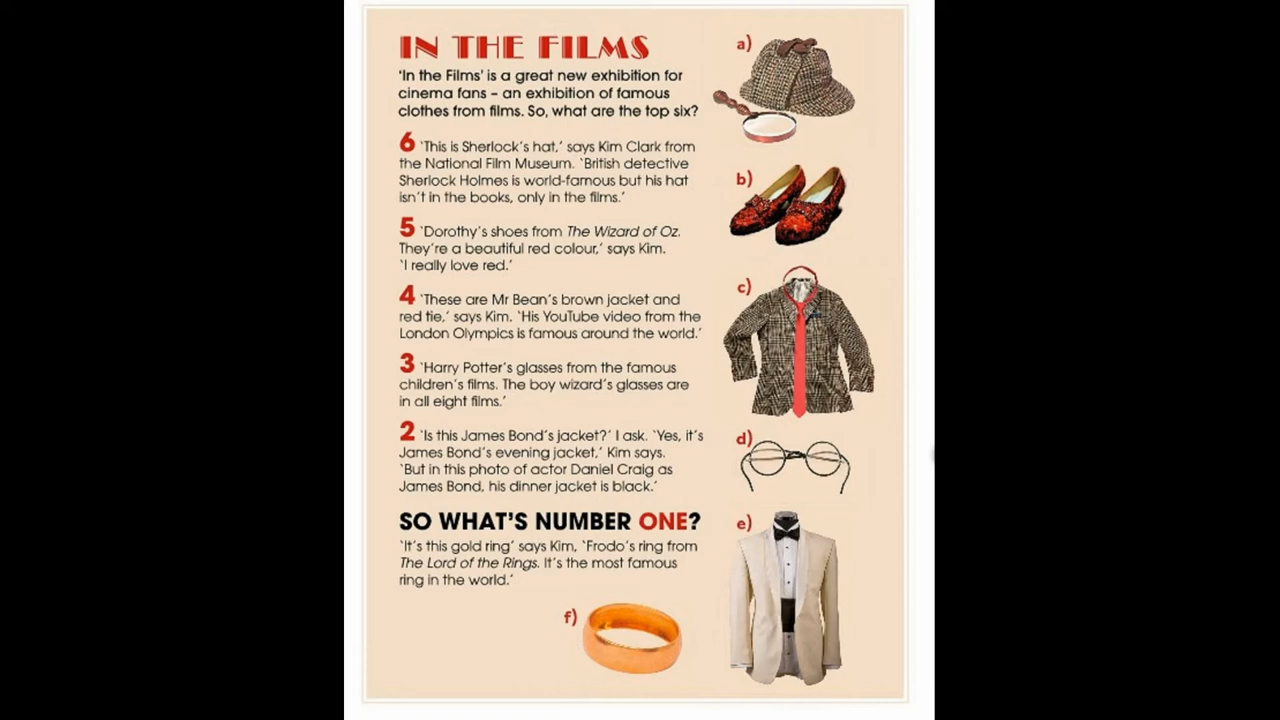 IN THE FILMS
'In the Films' is a great new exhibition for
cinema fans – an exhibition of famous
clothes from films. So, what are the top six?
6 'This is Sherlock's hat,' says Kim Clark from
the National Film Museum. 'British detective
Sherlock Holmes is world-famous but his hat
isn't in the books, only in the films.'
5 'Dorothy's shoes from The Wizard of Oz.
They're a beautiful red colour,' says Kim.
'I really love red.'
4 'These are Mr Bean's brown jacket and
red tie,' says Kim. 'His YouTube video from the
London Olympics is famous around the world.'
3 'Harry Potter's glasses from the famous
children's films. The boy wizard's glasses are
in all eight films.'
2 'Is this James Bond's jacket?' I ask. 'Yes, it's
James Bond's evening jacket,' Kim says.
'But in this photo of actor Daniel Craig as
James Bond, his dinner jacket is black.'
SO WHAT'S NUMBER ONE?
'It's this gold ring' says Kim, 'Frodo's ring from
The Lord of the Rings. It's the most famous
ring in the world.'
a)
b)
c)
d)
e)
f)